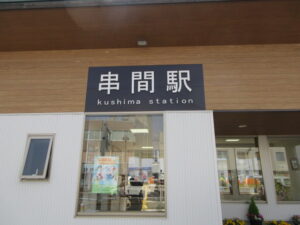 串間駅
kushima station